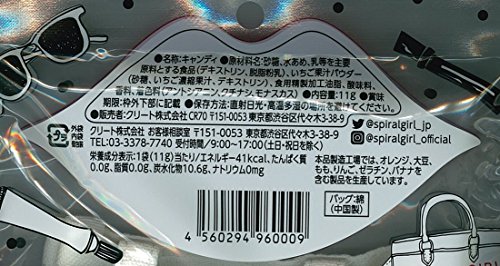 ●名称:キャンディ ●原材料名:砂糖、水あめ、乳等を主要
原料とする食品(デキストリン、脱脂粉乳)、いちご果汁パウダー
(砂糖、いちご濃縮果汁、デキストリン)、食用精製加工油脂、酸味料、
香料、着色料(アントシアニン、クチナシ、モナスカス) ●内容量:11g ●賞味
期限:枠外下部に記載 ●保存方法:直射日光・高温多湿の場所を避けてください。
クリート株式会社 CR70 〒151-0053 東京都渋谷区代々木3-38-9
クリート株式会社 お客様相談室 〒151-0053 東京都渋谷区代々木3-38-9
TEL:03-3378-7740 受付時間/9:00~17:00(土日・祝日を除く)
栄養成分表示:1袋(11g)当たり/エネルギー41kcal、たんぱく質
0.0g、脂質0.0g、炭水化物10.6g、ナトリウム0mg
プラ
@spiralgirl_jp
@spiralgirl_official
本品製造工場では、オレンジ、大豆、
もも、りんご、ゼラチン、バナナを
含む製品を生産しています。
バッグ:綿
(中国製)
4 560294 960009